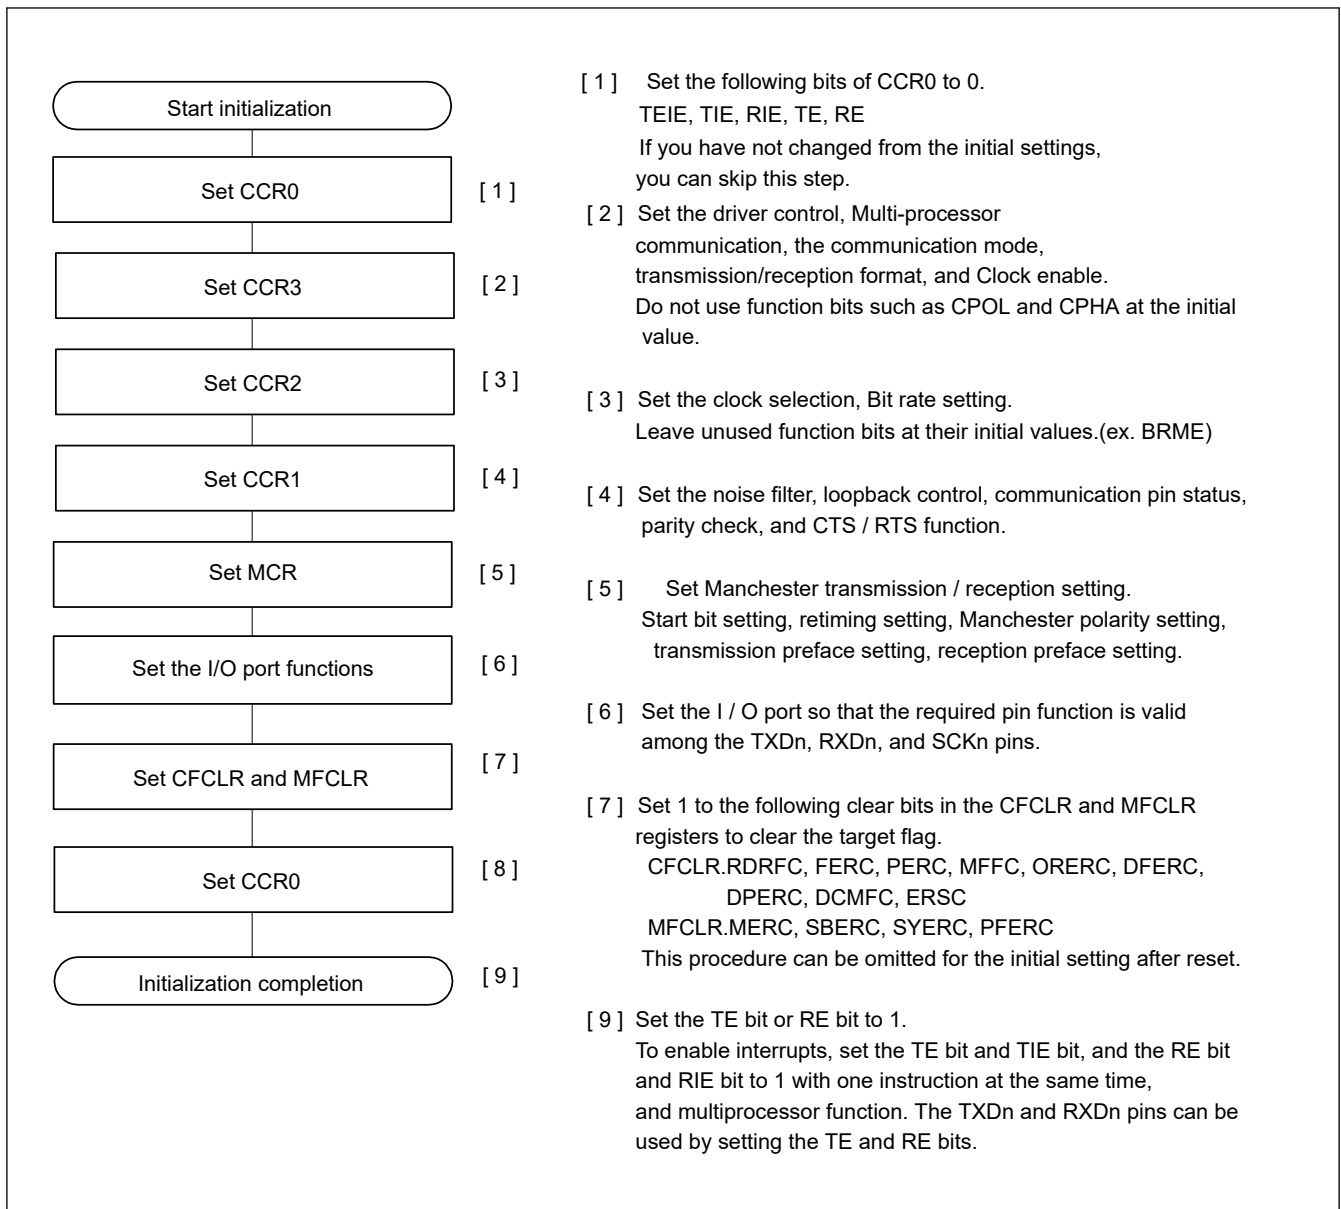 Start initialization
Set CCR0 [ 1 ]
Set CCR3 [ 2 ]
Set CCR2 [ 3 ]
Set CCR1 [ 4 ]
Set MCR [ 5 ]
Set the I/O port functions [ 6 ]
Set CFCLR and MFCLR [ 7 ]
Set CCR0 [ 8 ]
Initialization completion [ 9 ]
[ 1 ] Set the following bits of CCR0 to 0.
TEIE, TIE, RIE, TE, RE
If you have not changed from the initial settings,
you can skip this step.
[ 2 ] Set the driver control, Multi-processor
communication, the communication mode,
transmission/reception format, and Clock enable.
Do not use function bits such as CPOL and CPHA at the initial
value.
[ 3 ] Set the clock selection, Bit rate setting.
Leave unused function bits at their initial values.(ex. BRME)
[ 4 ] Set the noise filter, loopback control, communication pin status,
parity check, and CTS / RTS function.
[ 5 ] Set Manchester transmission / reception setting.
Start bit setting, retiming setting, Manchester polarity setting,
transmission preface setting, reception preface setting.
[ 6 ] Set the I / O port so that the required pin function is valid
among the TXDn, RXDn, and SCKn pins.
[ 7 ] Set 1 to the following clear bits in the CFCLR and MFCLR
registers to clear the target flag.
CFCLR.RDRFC, FERC, PERC, MFFC, ORERC, DFERC,
DPERC, DCMFC, ERSC
MFCLR.MERC, SBERC, SYERC, PFERC
This procedure can be omitted for the initial setting after reset.
[ 9 ] Set the TE bit or RE bit to 1.
To enable interrupts, set the TE bit and TIE bit, and the RE bit
and RIE bit to 1 with one instruction at the same time,
and multiprocessor function. The TXDn and RXDn pins can be
used by setting the TE and RE bits.